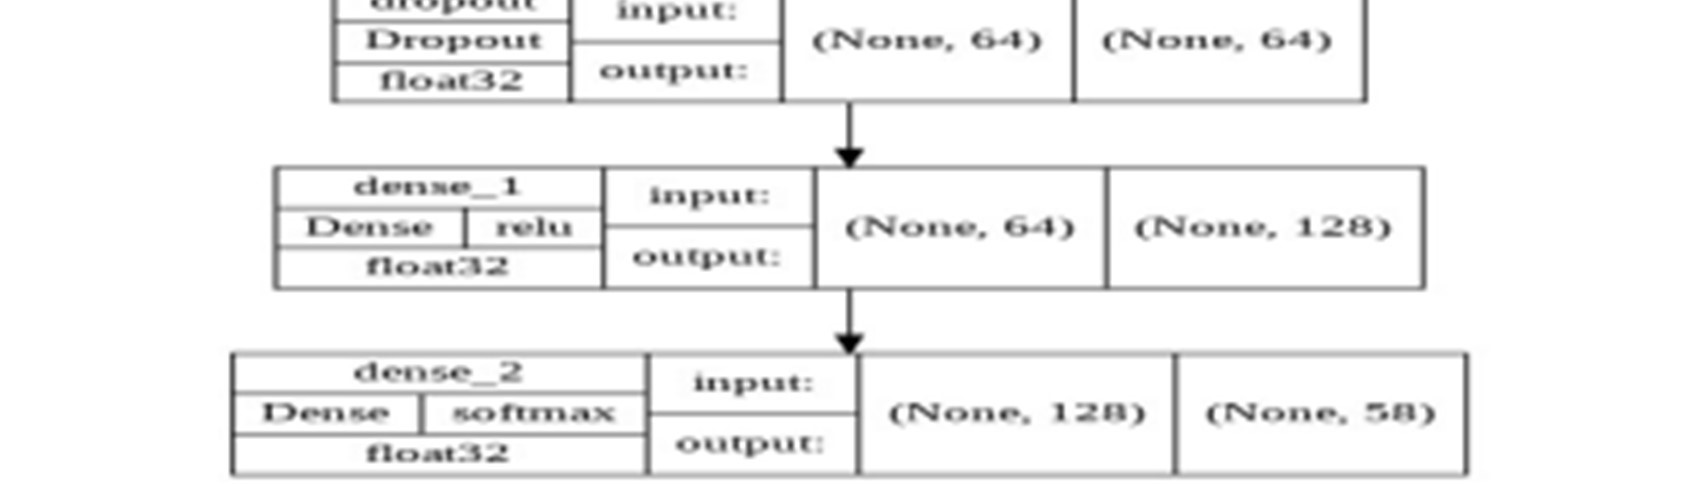 dropout
Dropout
float32
input:
output:
(None, 64)
(None, 64)
dense_1
Dense
relu
float32
input:
output:
(None, 64)
(None, 128)
dense_2
Dense
softmax
float32
input:
output:
(None, 128)
(None, 58)